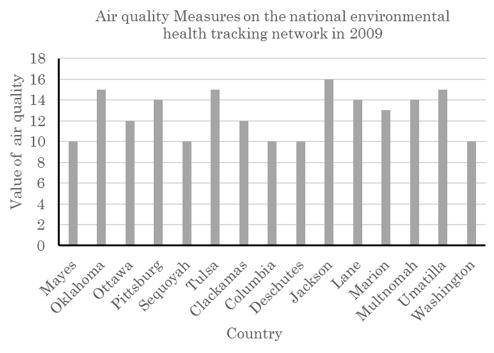 Air quality Measures on the national environmental
health tracking network in 2009
Value of air quality
18
16
14
12
10
8
6
4
2
0
Mayes
Oklahoma
Ottawa
Pittsburg
Sequoyah
Tulsa
Clackamas
Columbia
Deschutes
Jackson
Lane
Marion
Multnomah
Umatilla
Washington
Country